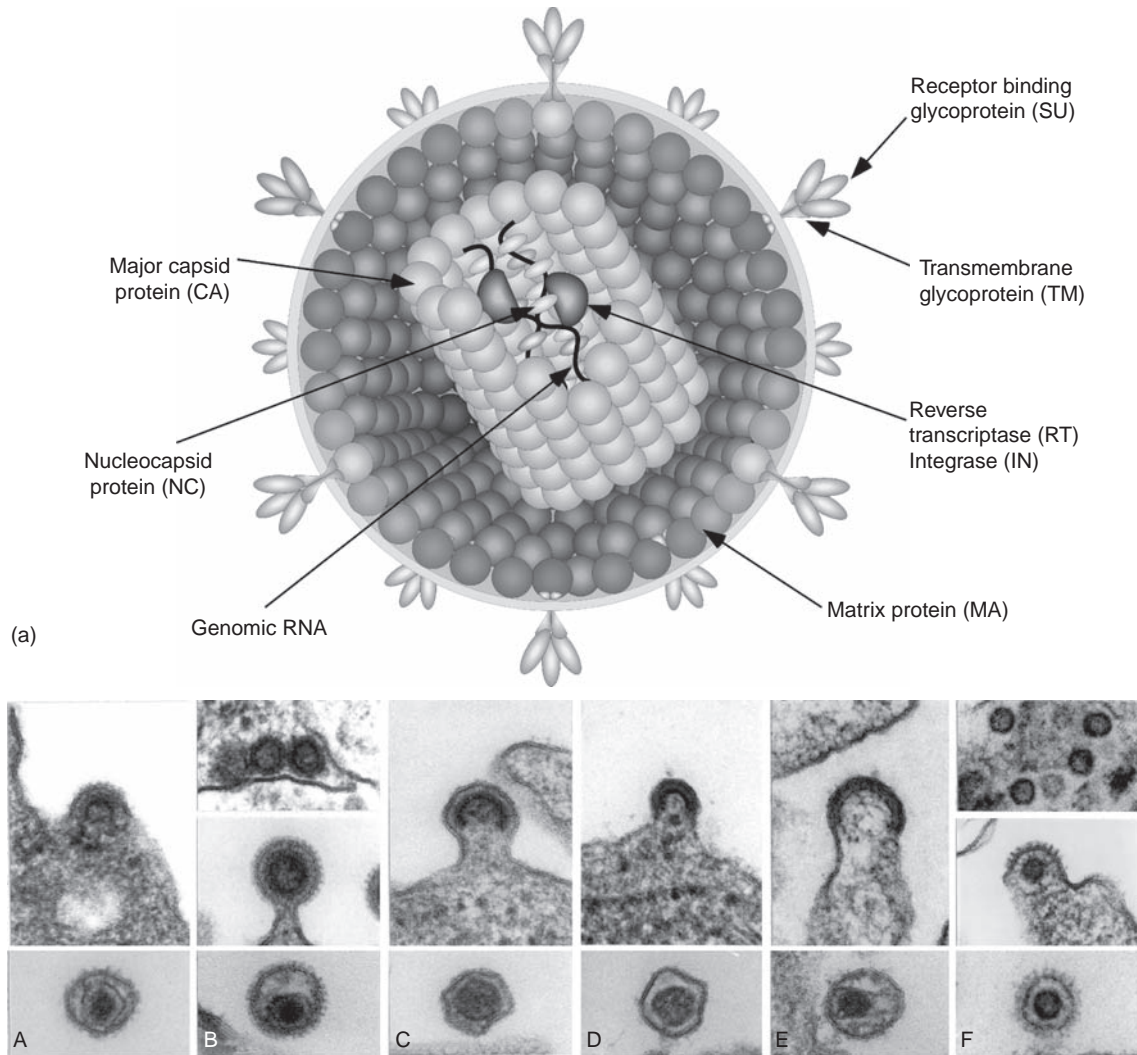 Receptor binding
glycoprotein (SU)
Major capsid
protein (CA)
Transmembrane
glycoprotein (TM)
Reverse
transcriptase (RT)
Integrase (IN)
Nucleocapsid
protein (NC)
Matrix protein (MA)
Genomic RNA
(a)
A
B
C
D
E
F